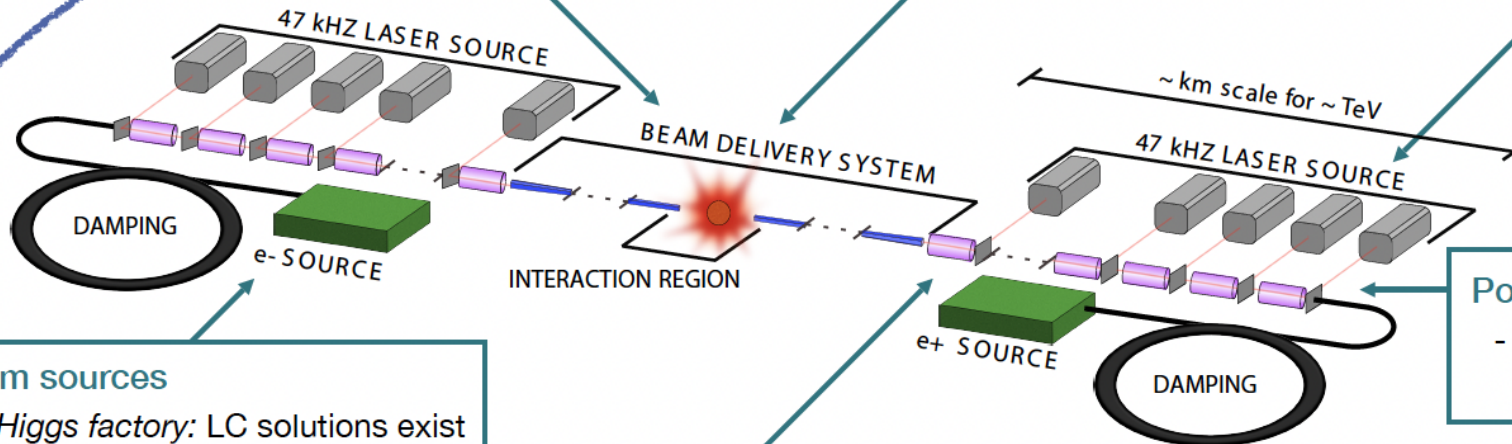 47 kHZ LASER SOURCE
~ km scale for ~ TeV
BEAM DELIVERY SYSTEM
47 kHZ LASER SOURCE
DAMPING
e- SOURCE
INTERACTION REGION
Po
-
e+ SOURCE
m sources
DAMPING
Higgs factory: LC solutions exist